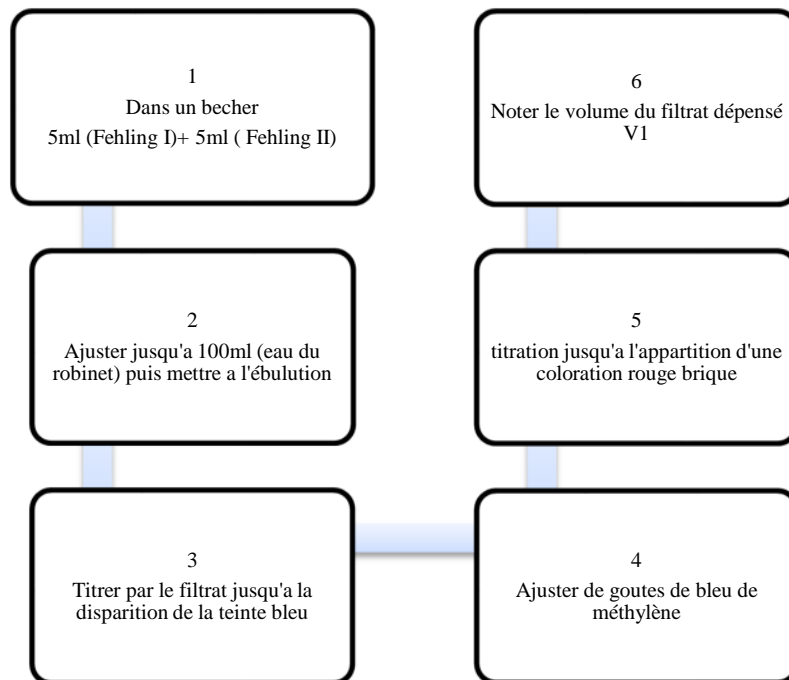 1
Dans un becher
5ml (Fehling I)+ 5ml ( Fehling II)
2
Ajuster jusqu'a 100ml (eau du
robinet) puis mettre a l'ébulution
3
Titrer par le filtrat jusqu'a la
disparition de la teinte bleu
4
Ajuster de goutes de bleu de
méthylène
5
titration jusqu'a l'appartition d'une
coloration rouge brique
6
Noter le volume du filtrat dépensé
V1